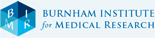 B I
M R
BURNHAM INSTITUTE
for MEDICAL RESEARCH